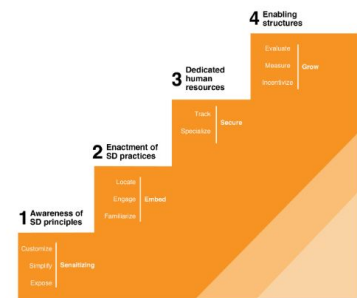 4 Enabling
structures
Evaluate
Measure
Incentivize
Grow
3 Dedicated
human
resources
Track
Specialize
Secure
2 Enactment of
SD practices
Locate
Engage
Familiarize
Embed
1 Awareness of
SD principles
Customize
Simplify
Expose
Sensitizing